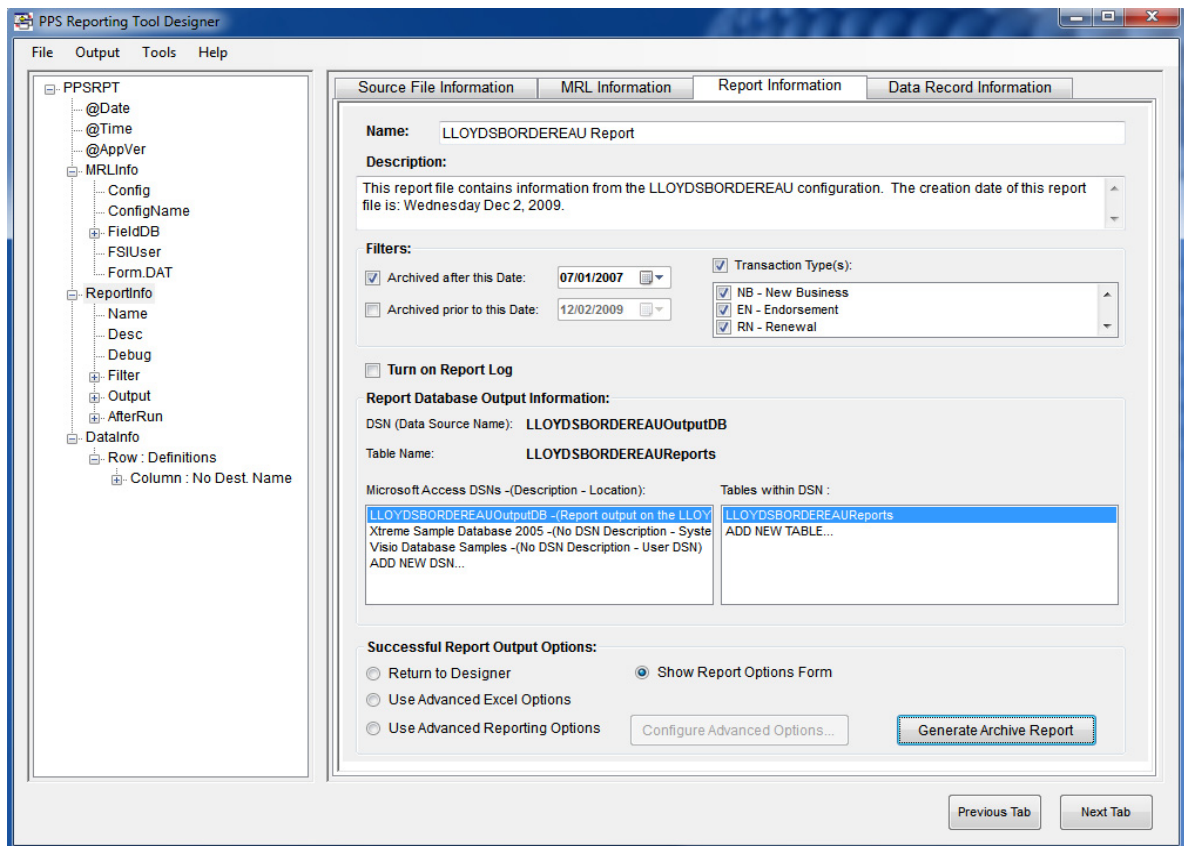 PPS Reporting Tool Designer
File Output Tools Help
PPSRPT
@Date
@Time
@AppVer
MRLInfo
Config
ConfigName
FieldDB
FSIUser
Form.DAT
ReportInfo
Name
Desc
Debug
Filter
Output
AfterRun
DataInfo
Row : Definitions
Column : No Dest. Name
Source File Information MRL Information Report Information Data Record Information
Name: LLOYDSBORDEREAU Report
Description:
This report file contains information from the LLOYDSBORDEREAU configuration. The creation date of this report
file is: Wednesday Dec 2, 2009.
Filters:
Archived after this Date: 07/01/2007
Archived prior to this Date: 12/02/2009
Transaction Type(s):
NB - New Business
EN - Endorsement
RN - Renewal
Turn on Report Log
Report Database Output Information:
DSN (Data Source Name): LLOYDSBORDEREAUOutputDB
Table Name: LLOYDSBORDEREAUReports
Microsoft Access DSNs -(Description - Location):
LLOYDSBORDEREAUOutputDB -(Report output on the LLOY
Xtreme Sample Database 2005 -(No DSN Description - Syste
Visio Database Samples -(No DSN Description - User DSN)
ADD NEW DSN...
Tables within DSN :
LLOYDSBORDEREAUReports
ADD NEW TABLE...
Successful Report Output Options:
Return to Designer Show Report Options Form
Use Advanced Excel Options
Use Advanced Reporting Options Configure Advanced Options... Generate Archive Report
Previous Tab Next Tab